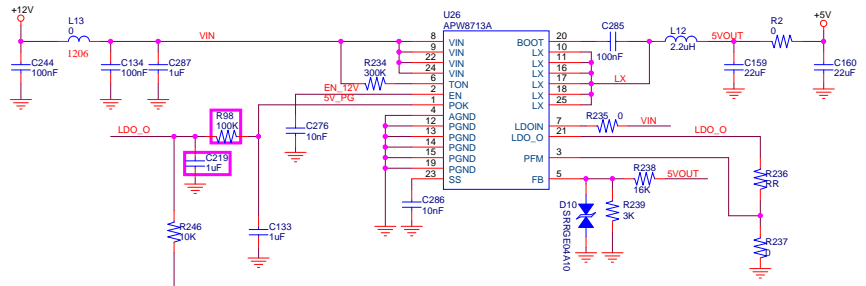 +12V
L13
0
1206
VIN
C244
100nF
C134
100nF
C287
1uF
U26
APW8713A
8 VIN
9 VIN
22 VIN
24 VIN
6 TON
2 EN
1 POK
4 AGND
12 PGND
13 PGND
14 PGND
15 PGND
19 PGND
23 SS
BOOT 20
LX 10
LX 11
LX 16
LX 17
LX 18
LX 25
LDOIN 7
LDO_O 21
PFM 3
FB 5
R234
300K
EN_12V
5V_PG
LDO_O
R98
100K
C219
1uF
C276
10nF
C286
10nF
R246
10K
C133
1uF
C285
100nF
L12
2.2uH
5VOUT
R2
0
+5V
C159
22uF
C160
22uF
LX
R235 0
VIN
LDO_O
R238
16K
5VOUT
D10
SRRGE04A10
R239
3K
R236
RR
R237
0